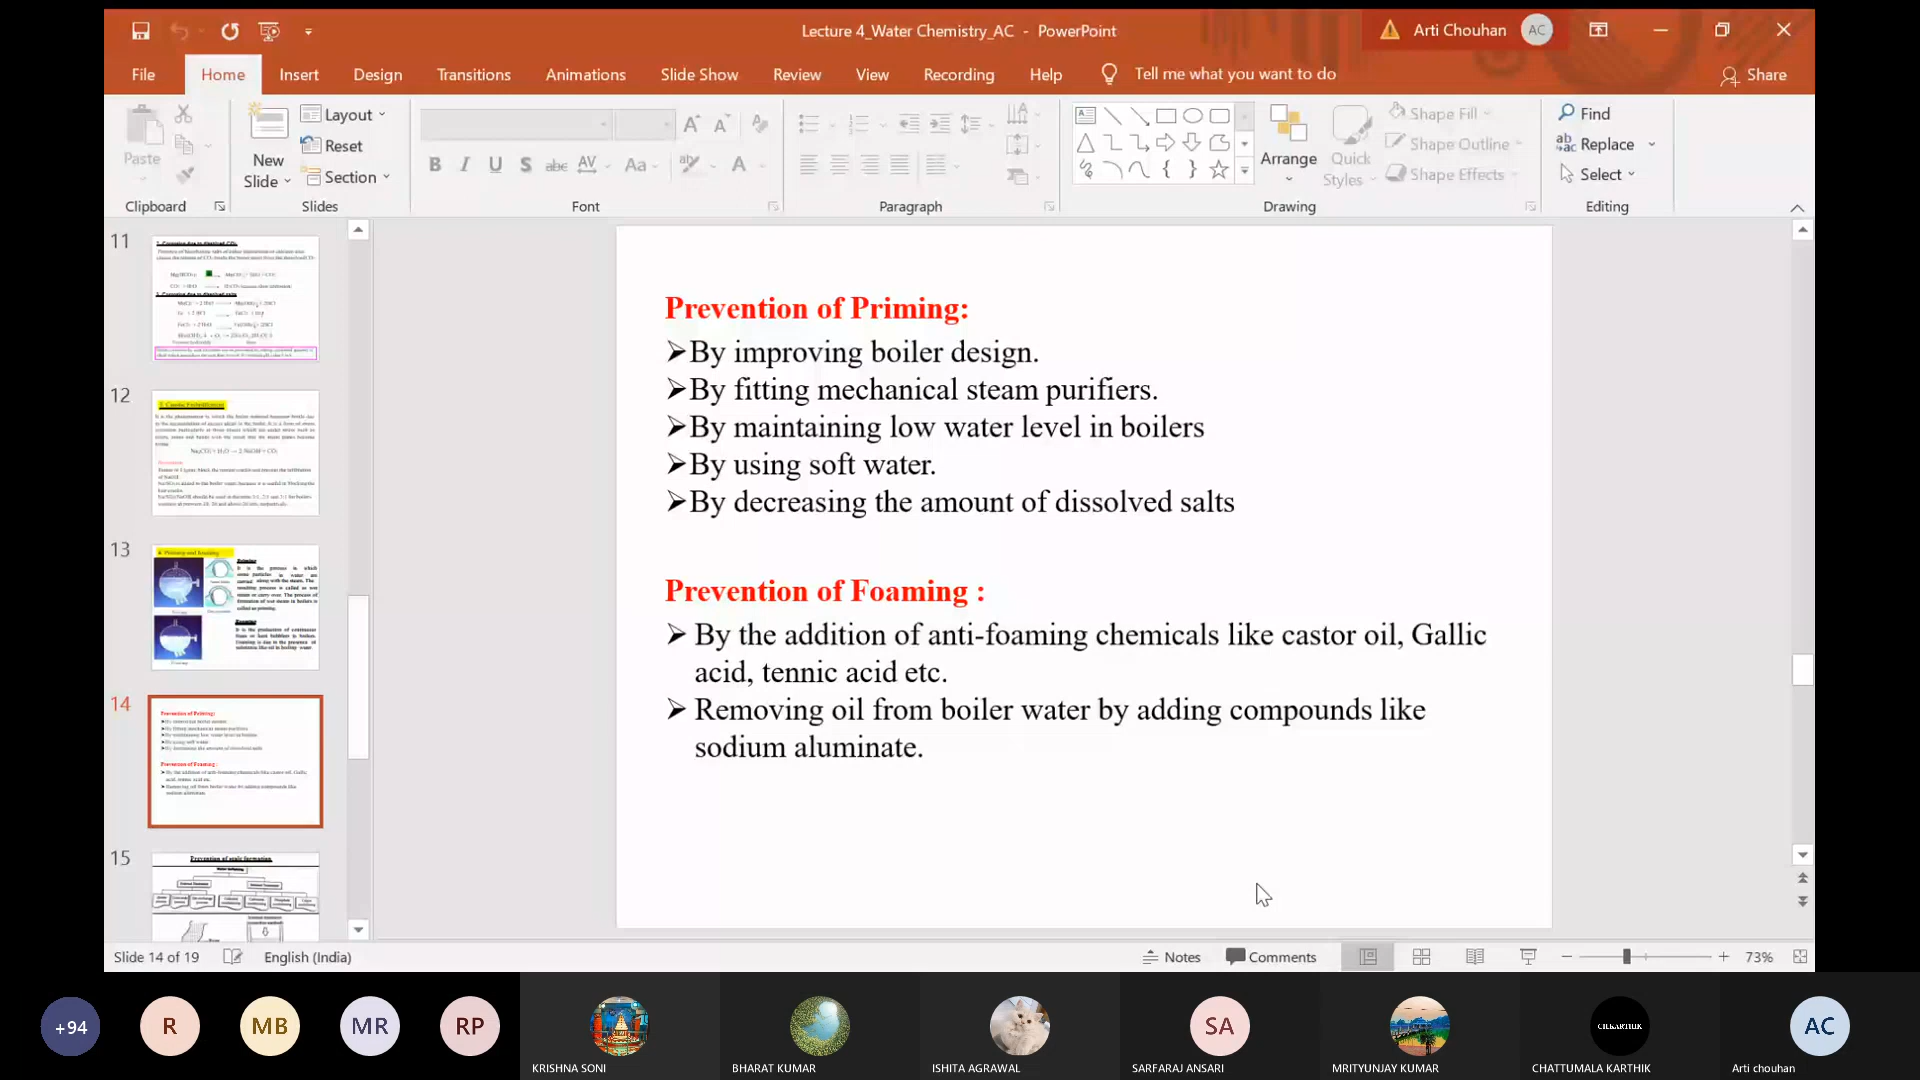 Lecture 4_Water Chemistry_AC - PowerPoint
Arti Chouhan
AC
File
Home
Insert
Design
Transitions
Animations
Slide Show
Review
View
Recording
Help
Tell me what you want to do
Share
Paste
New
Slide
Layout
Reset
Section
Aa
Arrange
Quick
Styles
Shape Fill
Shape Outline
Shape Effects
Find
Replace
Select
Clipboard
Slides
Font
Paragraph
Drawing
Editing
11
12
13
14
15
Prevention of Priming:
➢By improving boiler design.
➢By fitting mechanical steam purifiers.
➢By maintaining low water level in boilers
➢By using soft water.
➢By decreasing the amount of dissolved salts
Prevention of Foaming :
➢ By the addition of anti-foaming chemicals like castor oil, Gallic
acid, tennic acid etc.
➢ Removing oil from boiler water by adding compounds like
sodium aluminate.
Slide 14 of 19
English (India)
Notes
Comments
73%
+94
R
MB
MR
RP
KRISHNA SONI
BHARAT KUMAR
ISHITA AGRAWAL
SA
SARFARAJ ANSARI
MRITYUNJAY KUMAR
CHATTUMALA KARTHIK
AC
Arti chouhan